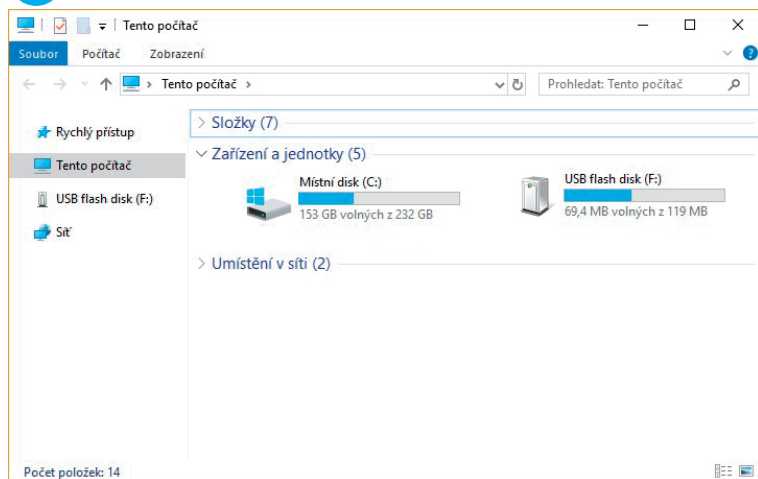 Tento počítač
Soubor Počítač Zobrazení
Tento počítač
Prohledat: Tento počítač
Rychlý přístup
Tento počítač
USB flash disk (F:)
Síť
Složky (7)
Zařízení a jednotky (5)
Místní disk (C:)
153 GB volných z 232 GB
USB flash disk (F:)
69,4 MB volných z 119 MB
Umístění v síti (2)
Počet položek: 14